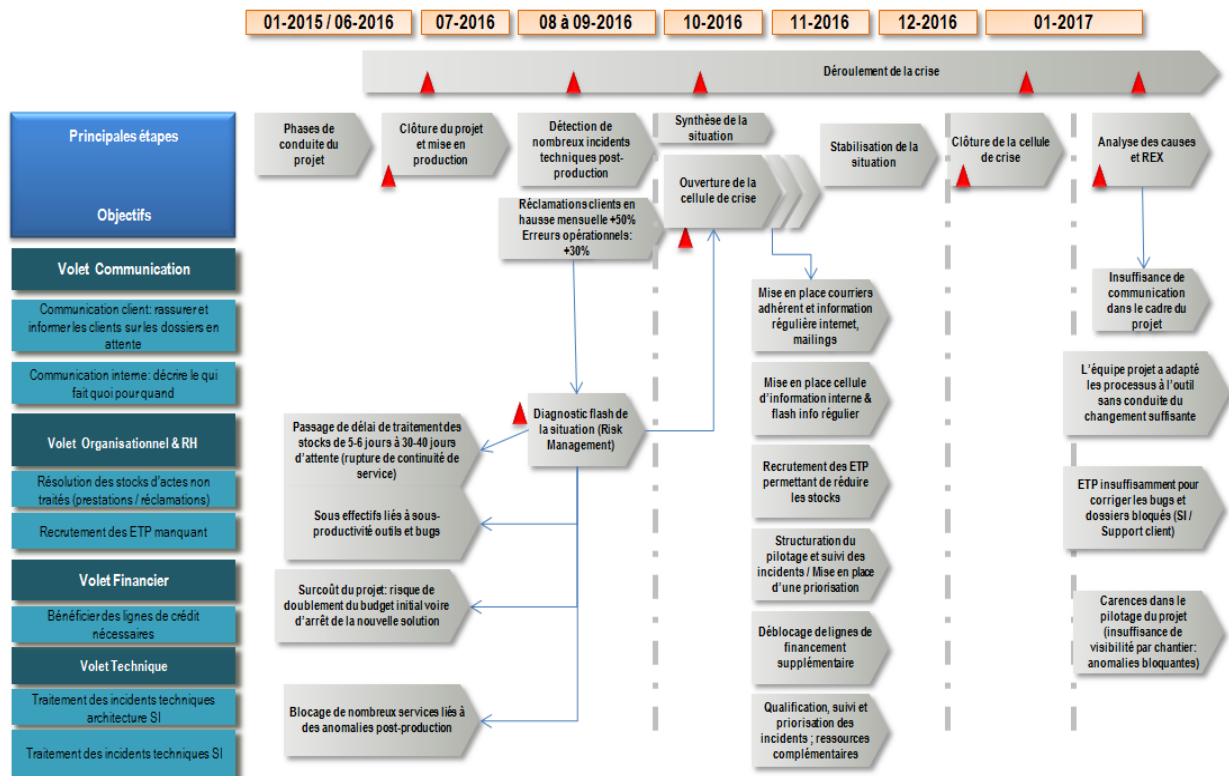 01-2015 / 06-2016
07-2016
08 à 09-2016
10-2016
11-2016
12-2016
01-2017
Déroulement de la crise
Principales étapes
Objectifs
Phases de
conduite du
projet
Clôture du projet
et mise en
production
Détection de
nombreux incidents
techniques post-
production
Synthèse de la
situation
Ouverture de la
cellule de crise
Stabilisation de la
situation
Clôture de la cellule
de crise
Analyse des causes
et REX
Réclamations clients en
hausse mensuelle +50%
Erreurs opérationnels:
+30%
Volet Communication
Communication client: rassurer et
informer les clients sur les dossiers en
attente
Communication interne: décrire le qui
fait quoi pour quand
Volet Organisationnel & RH
Résolution des stocks d'actes non
traités (prestations / réclamations)
Recrutement des ETP manquant
Volet Financier
Bénéficier des lignes de crédit
nécessaires
Volet Technique
Traitement des incidents techniques
architecture SI
Traitement des incidents techniques SI
Diagnostic flash de
la situation (Risk
Management)
Passage de délai de traitement des
stocks de 5-6 jours à 30-40 jours
d'attente (rupture de continuité de
service)
Sous effectifs liés à sous-
productivité outils et bugs
Surcoût du projet: risque de
doublement du budget initial voire
d'arrêt de la nouvelle solution
Blocage de nombreux services liés à
des anomalies post-production
Mise en place courriers
adhérent et information
régulière internet,
mailings
Mise en place cellule
d'information interne &
flash info régulier
Recrutement des ETP
permettant de réduire
les stocks
Structuration du
pilotage et suivi des
incidents / Mise en place
d'une priorisation
Déblocage de lignes de
financement
supplémentaire
Qualification, suivi et
priorisation des
incidents ; ressources
complémentaires
Insuffisance de
communication
dans le cadre du
projet
L'équipe projet a adapté
les processus à l'outil
sans conduite du
changement suffisante
ETP insuffisamment pour
corriger les bugs et
dossiers bloqués (SI /
Support client)
Carences dans le
pilotage du projet
(insuffisance de
visibilité par chantier:
anomalies bloquantes)